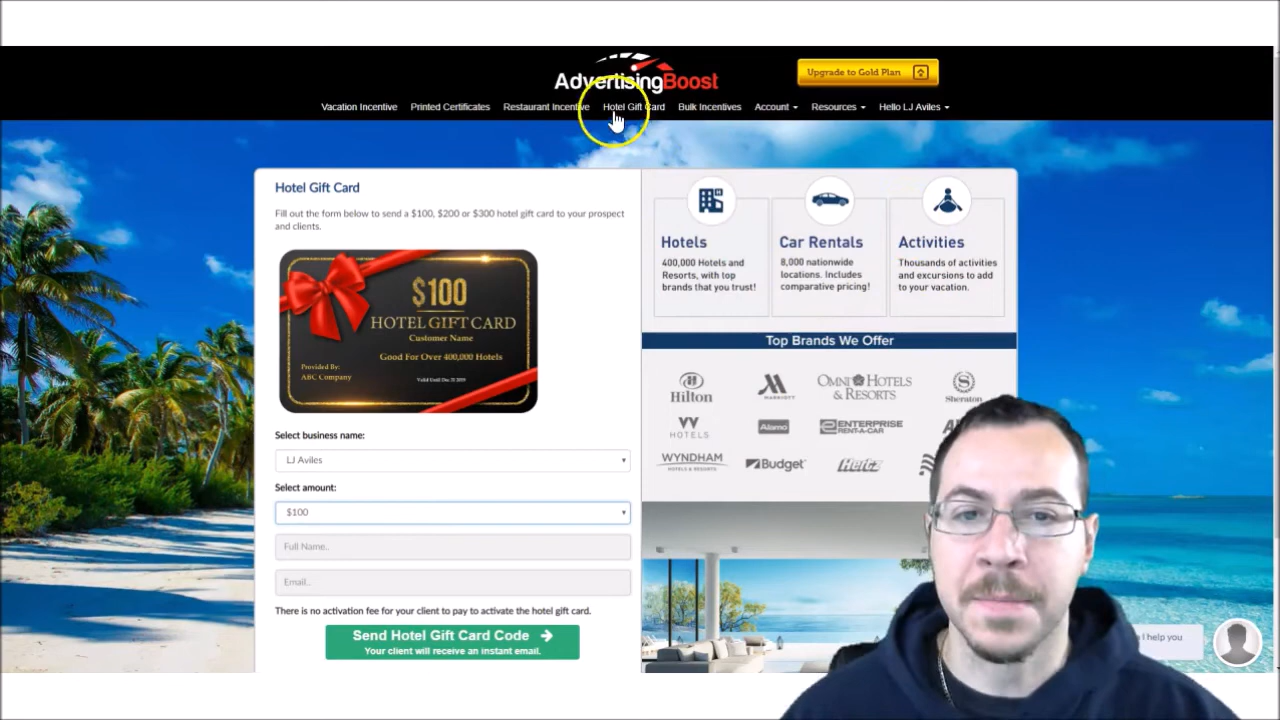 AdvertisingBoost
Upgrade to Gold Plan
Vacation Incentive Printed Certificates Restaurant Incentive Hotel Gift Card Bulk Incentives Account Resources Hello LJ Aviles
Hotel Gift Card
Fill out the form below to send a $100, $200 or $300 hotel gift card to your prospect
and clients.
$100
HOTEL GIFT CARD
Customer Name
Good For Over 400,000 Hotels
Provided By:
ABC Company
Valid Until Dec 31 2019
Select business name:
LJ Aviles
Select amount:
$100
Full Name..
Email..
There is no activation fee for your client to pay to activate the hotel gift card.
Send Hotel Gift Card Code
Your client will receive an instant email.
Hotels
400,000 Hotels and
Resorts, with top
brands that you trust!
Car Rentals
8,000 nationwide
locations. Includes
comparative pricing!
Activities
Thousands of activities
and excursions to add
to your vacation.
Top Brands We Offer
Hilton
MARRIOTT
OMNI HOTELS
& RESORTS
Sheraton
W
HOTELS
Alamo
ENTERPRISE
RENT-A-CAR
WYNDHAM
HOTELS & RESORTS
Budget
Hertz
I help you